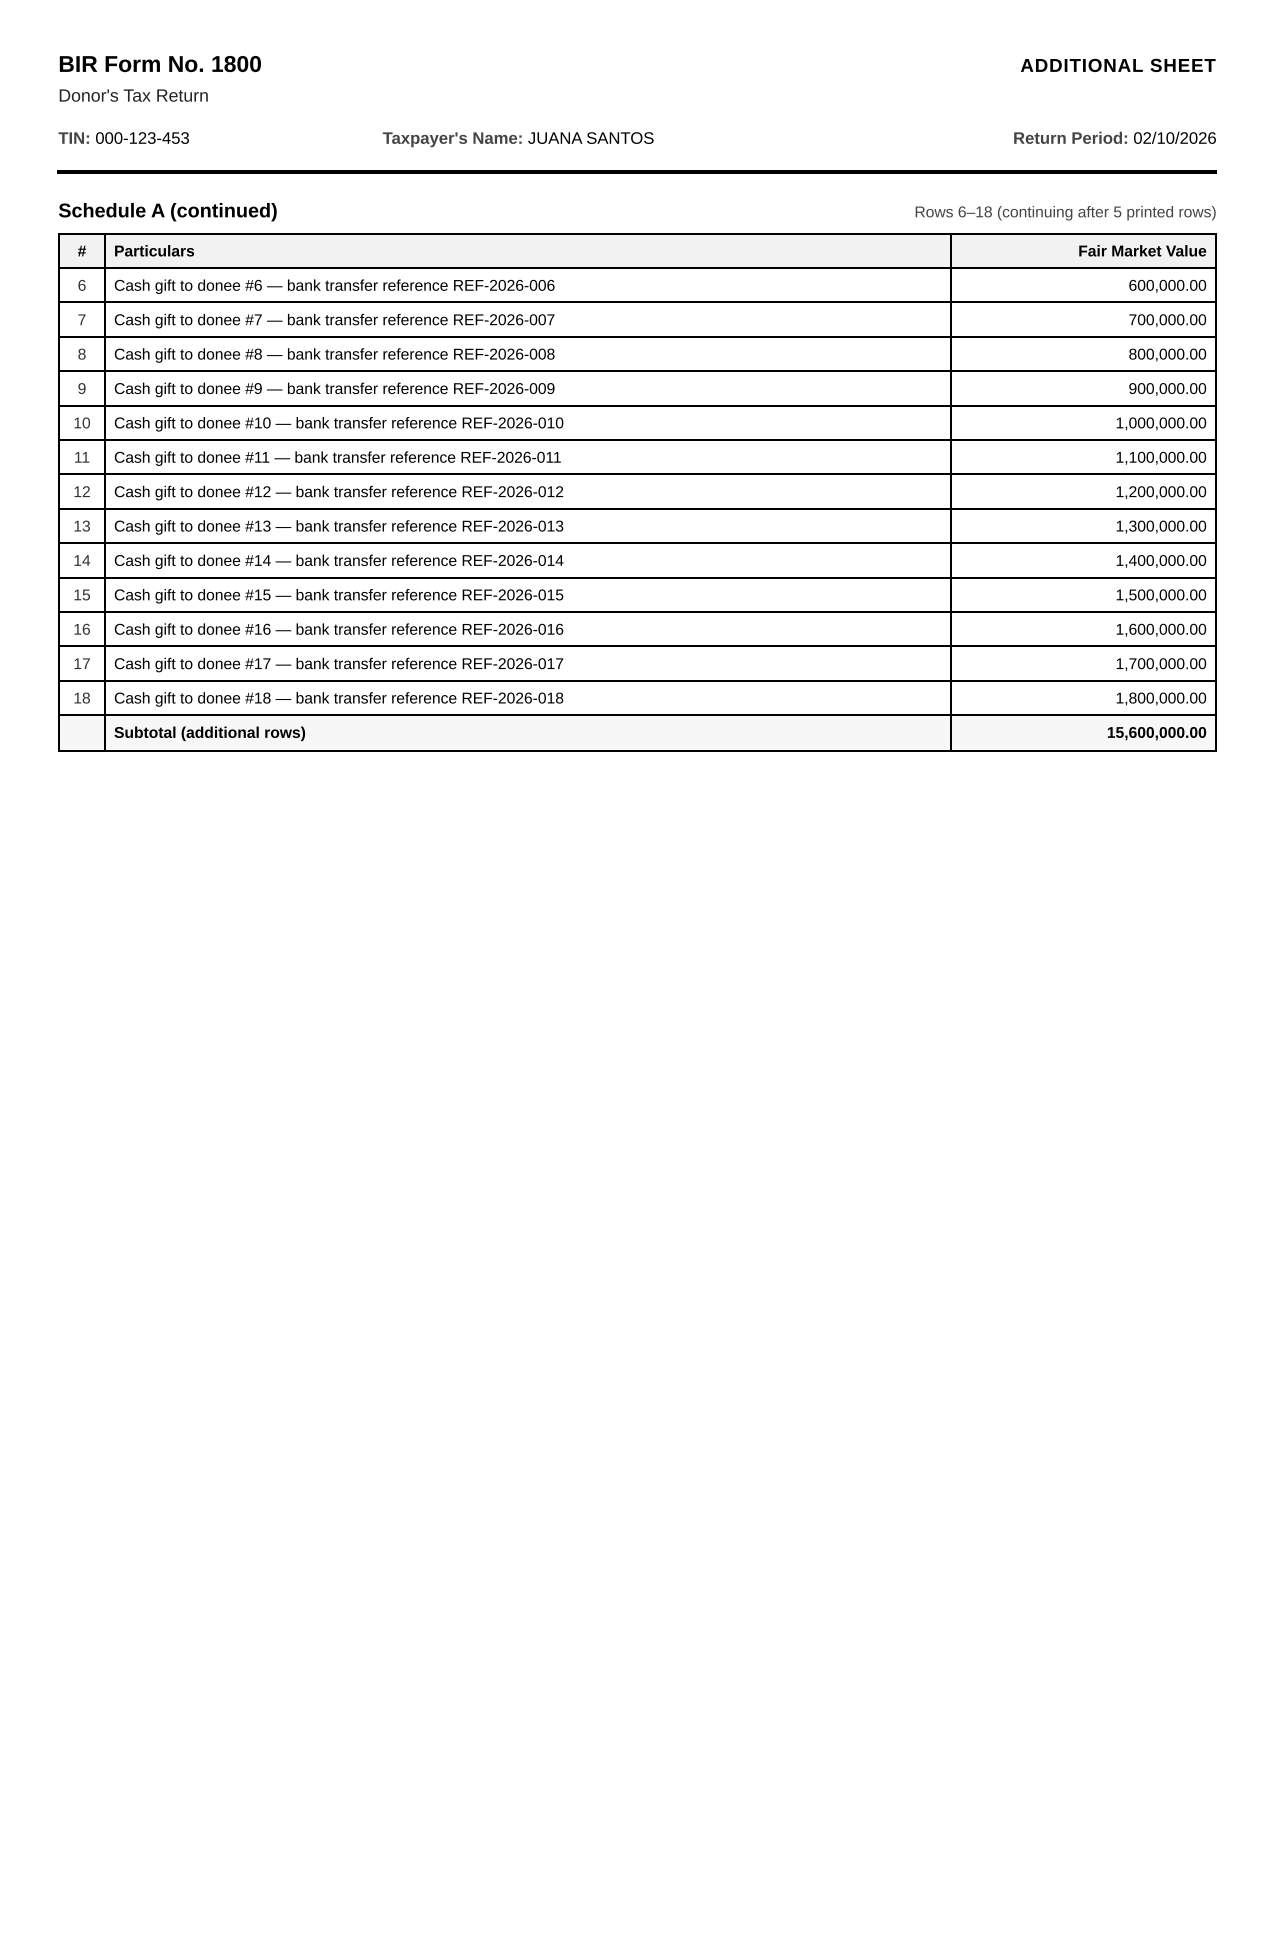 BIR Form No. 1800
ADDITIONAL SHEET
Donor's Tax Return
TIN: 000-123-453 Taxpayer's Name: JUANA SANTOS Return Period: 02/10/2026
Schedule A (continued) Rows 6–18 (continuing after 5 printed rows)
# Particulars Fair Market Value
6 Cash gift to donee #6 — bank transfer reference REF-2026-006 600,000.00
7 Cash gift to donee #7 — bank transfer reference REF-2026-007 700,000.00
8 Cash gift to donee #8 — bank transfer reference REF-2026-008 800,000.00
9 Cash gift to donee #9 — bank transfer reference REF-2026-009 900,000.00
10 Cash gift to donee #10 — bank transfer reference REF-2026-010 1,000,000.00
11 Cash gift to donee #11 — bank transfer reference REF-2026-011 1,100,000.00
12 Cash gift to donee #12 — bank transfer reference REF-2026-012 1,200,000.00
13 Cash gift to donee #13 — bank transfer reference REF-2026-013 1,300,000.00
14 Cash gift to donee #14 — bank transfer reference REF-2026-014 1,400,000.00
15 Cash gift to donee #15 — bank transfer reference REF-2026-015 1,500,000.00
16 Cash gift to donee #16 — bank transfer reference REF-2026-016 1,600,000.00
17 Cash gift to donee #17 — bank transfer reference REF-2026-017 1,700,000.00
18 Cash gift to donee #18 — bank transfer reference REF-2026-018 1,800,000.00
Subtotal (additional rows) 15,600,000.00